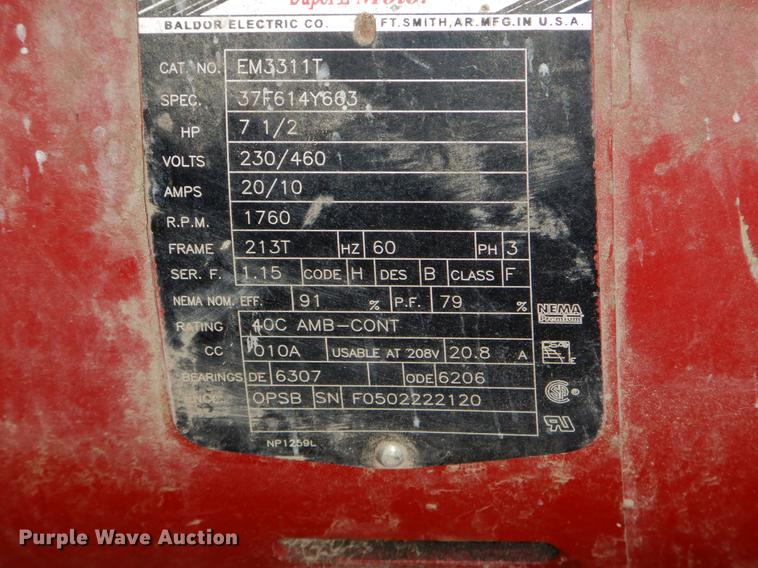 Super-E Motor
BALDOR ELECTRIC CO. FT. SMITH, AR. MFG. IN U.S.A.
CAT. NO. EM3311T
SPEC. 37F614Y663
HP 7 1/2
VOLTS 230/460
AMPS 20/10
R.P.M. 1760
FRAME 213T HZ 60 PH 3
SER. F. 1.15 CODE H DES B CLASS F
NEMA NOM. EFF. 91 % P.F. 79 %
NEMA
Premium
RATING 40C AMB-CONT
CC 010A USABLE AT 208V 20.8 A
BEARINGS DE 6307 ODE 6206
ENCL OPSB SN F0502222120
NP1259L
Purple Wave Auction